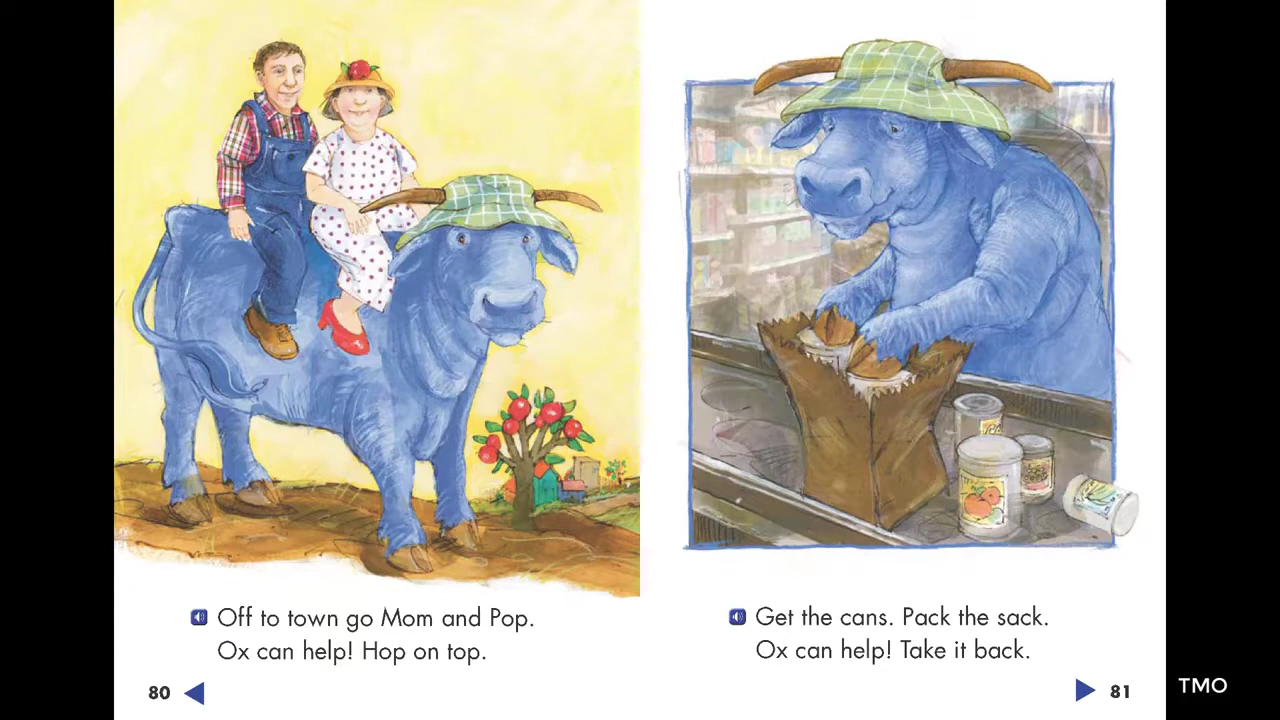 Off to town go Mom and Pop.
Ox can help! Hop on top.
80
Get the cans. Pack the sack.
Ox can help! Take it back.
81
TMO